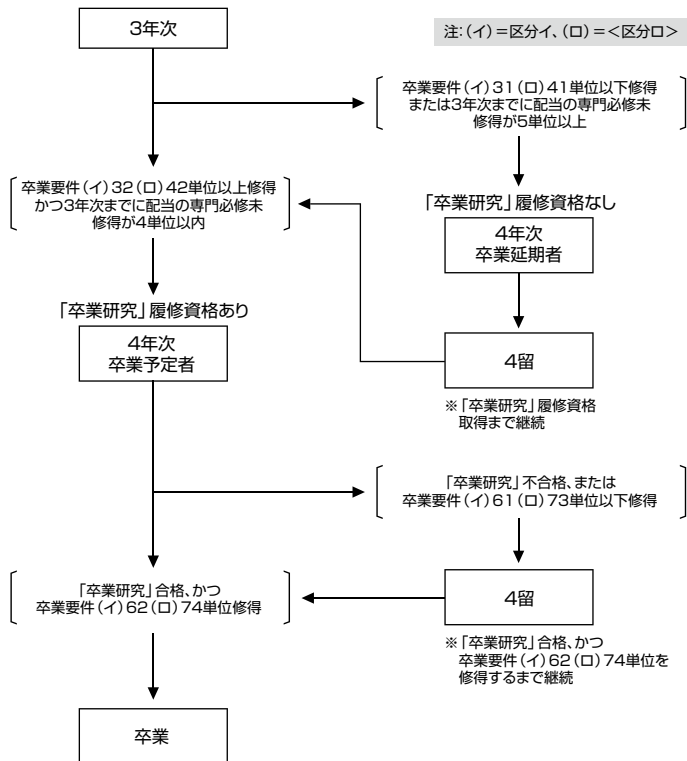 3年次
注:(イ)=区分イ、(ロ)=<区分ロ>
卒業要件(イ)31(ロ)41単位以下修得
または3年次までに配当の専門必修未
修得が5単位以上
卒業要件(イ)32(ロ)42単位以上修得
かつ3年次までに配当の専門必修未
修得が4単位以内
「卒業研究」履修資格なし
4年次
卒業延期者
「卒業研究」履修資格あり
4年次
卒業予定者
4留
※「卒業研究」履修資格
取得まで継続
「卒業研究」不合格、または
卒業要件(イ)61(ロ)73単位以下修得
「卒業研究」合格、かつ
卒業要件(イ)62(ロ)74単位修得
4留
※「卒業研究」合格、かつ
卒業要件(イ)62(ロ)74単位を
修得するまで継続
卒業